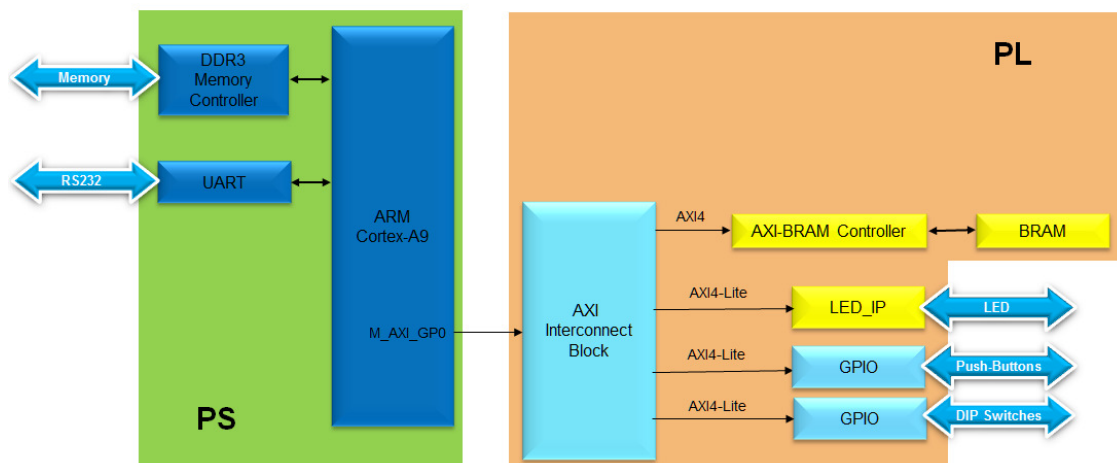 PL
DDR3
Memory
Controller
Memory
RS232
UART
ARM
Cortex-A9
M_AXI_GP0
PS
AXI
Interconnect
Block
AXI4
AXI-BRAM Controller
BRAM
AXI4-Lite
LED_IP
LED
AXI4-Lite
GPIO
Push-Buttons
AXI4-Lite
GPIO
DIP Switches